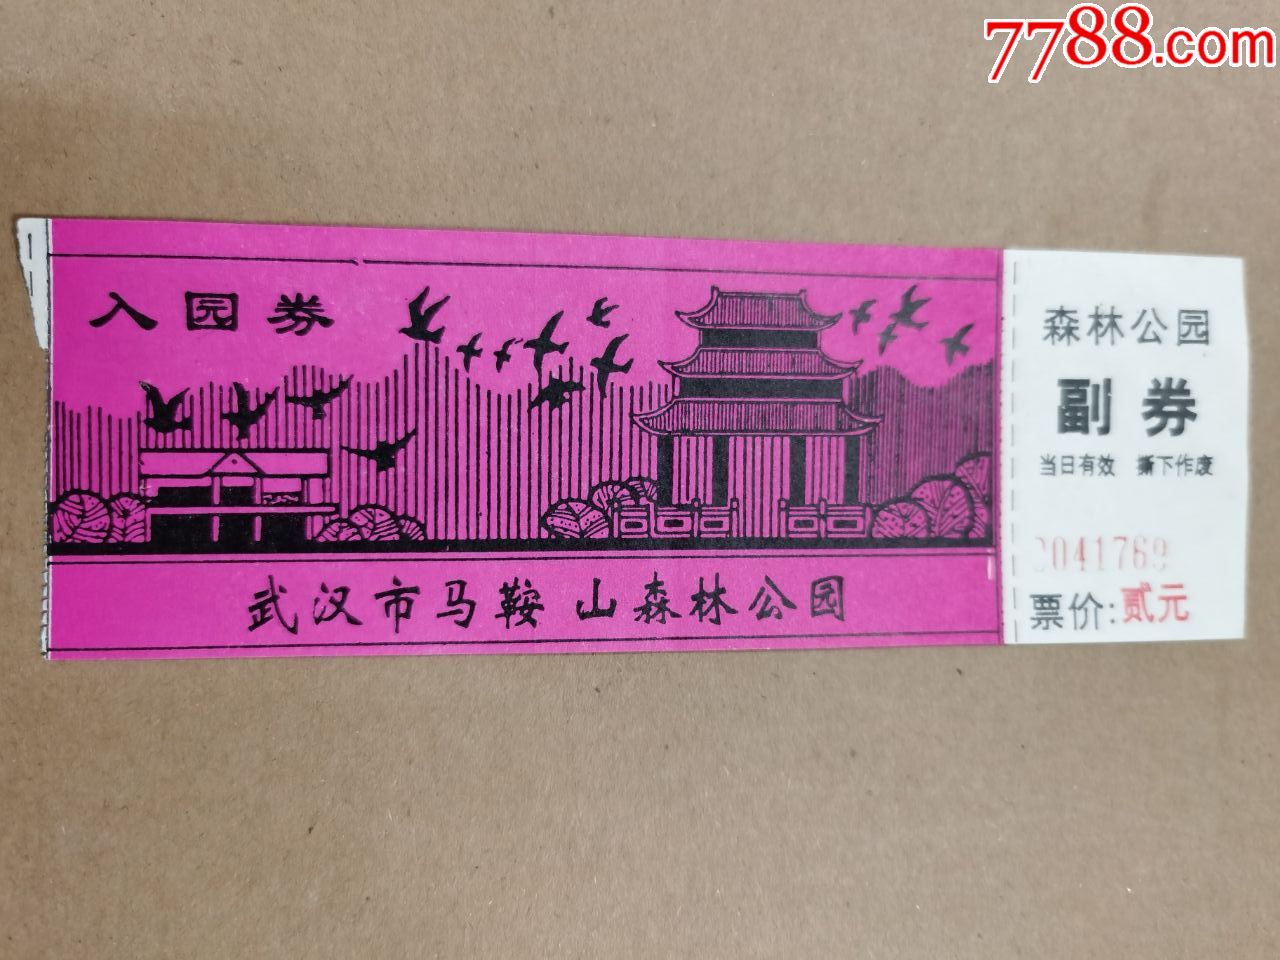 7788.com
入园券
武汉市马鞍山森林公园
森林公园
副券
当日有效 撕下作废
票价:贰元